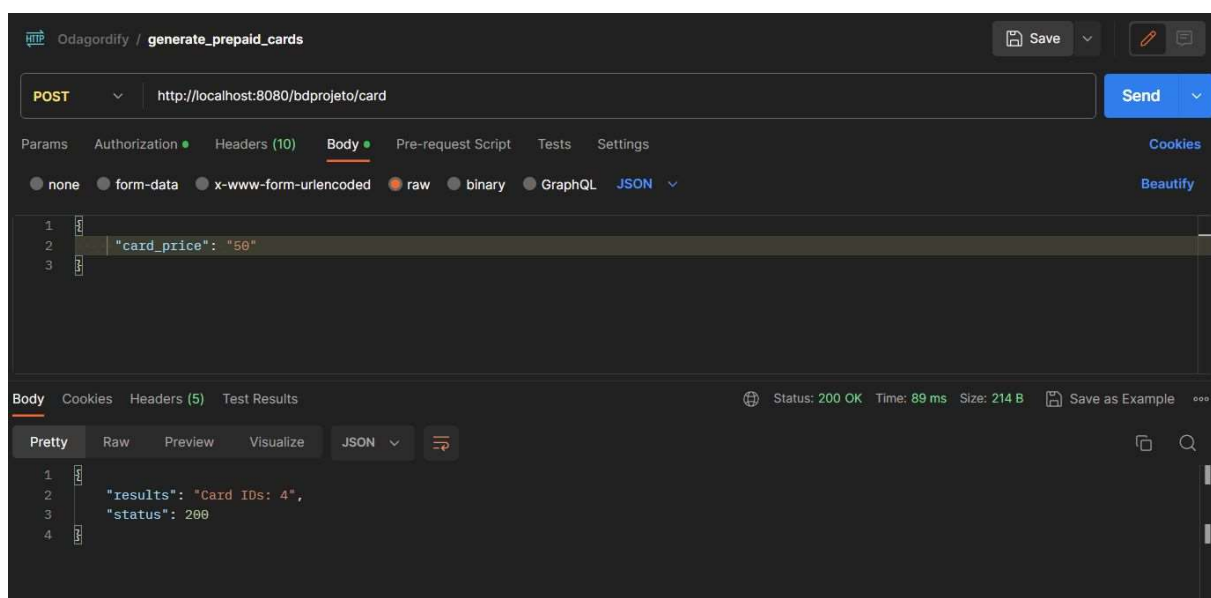 HTTP Odagordify / generate_prepaid_cards Save
POST http://localhost:8080/bdprojeto/card Send
Params Authorization Headers (10) Body Pre-request Script Tests Settings Cookies
none form-data x-www-form-urlencoded raw binary GraphQL JSON Beautify
1 {
2 "card_price": "50"
3 }
Body Cookies Headers (5) Test Results Status: 200 OK Time: 89 ms Size: 214 B Save as Example
Pretty Raw Preview Visualize JSON
1 {
2 "results": "Card IDs: 4",
3 "status": 200
4 }